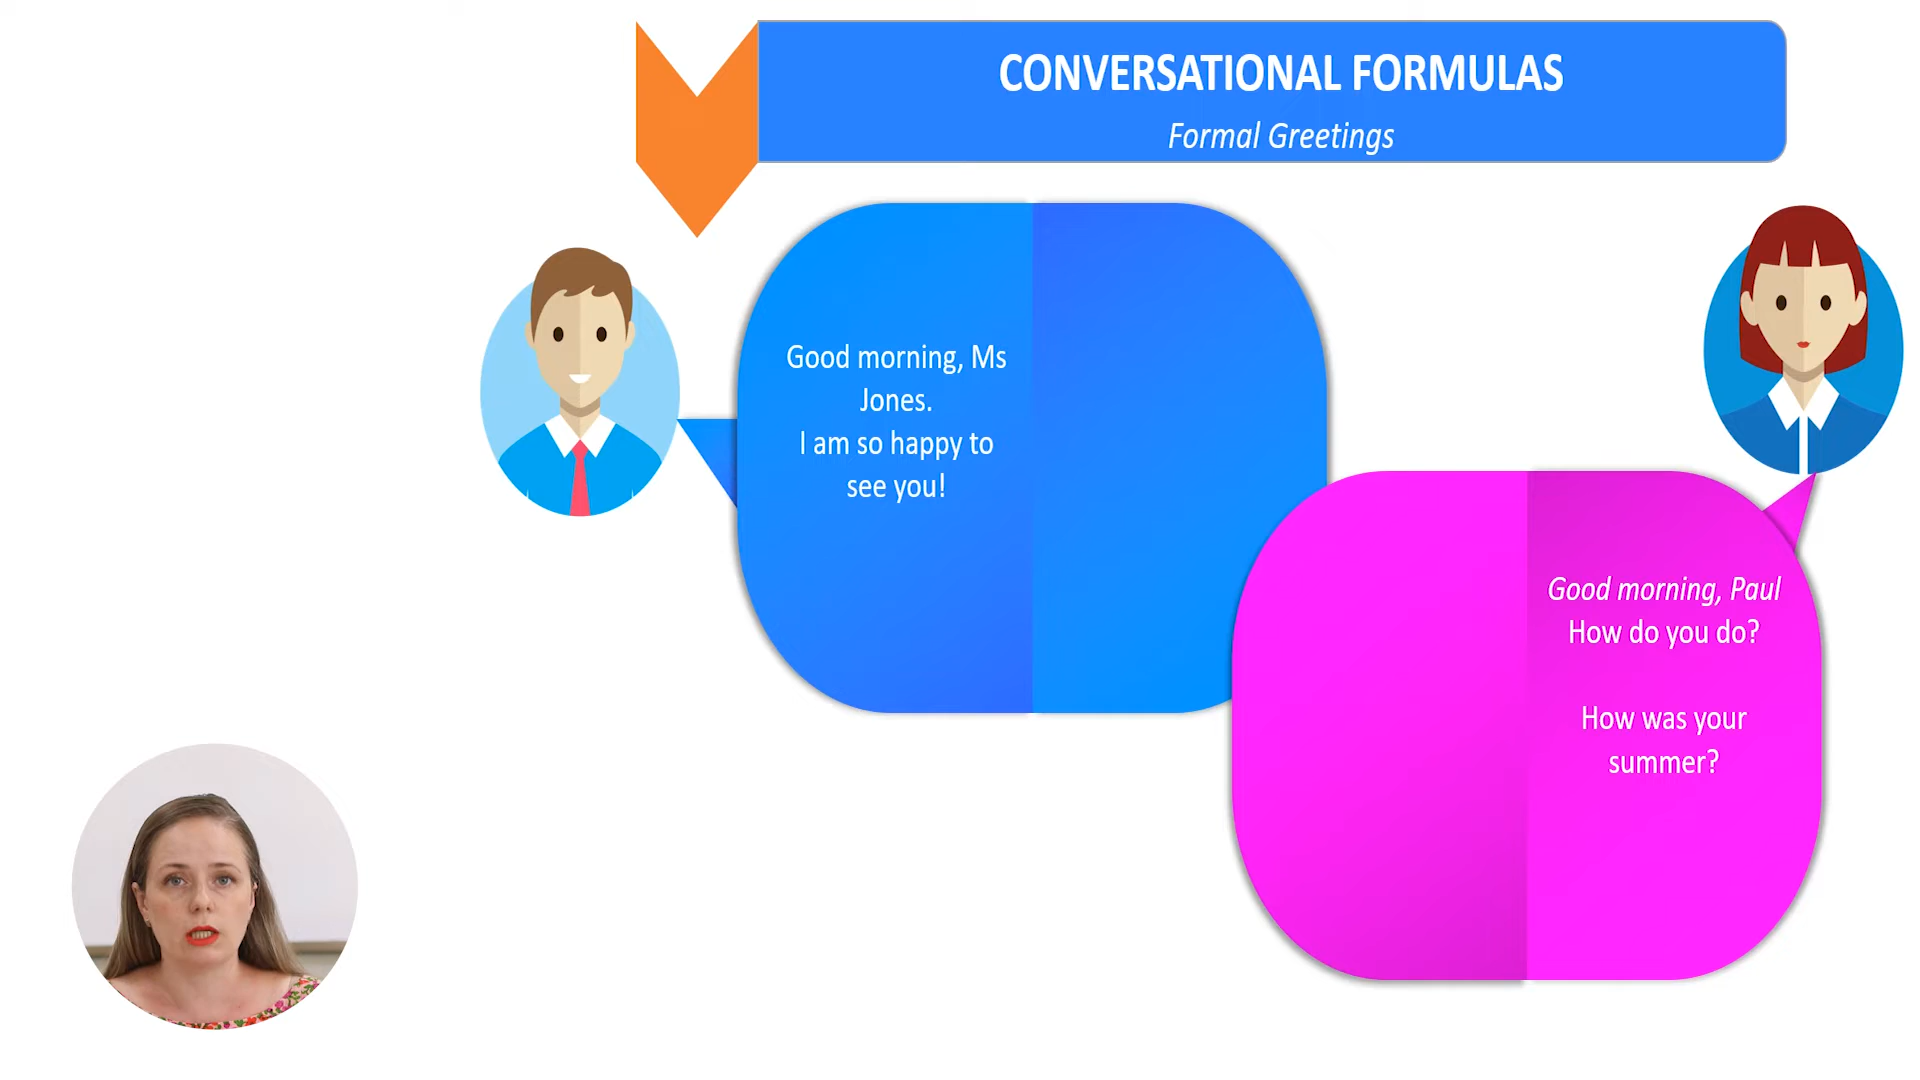 CONVERSATIONAL FORMULAS
Formal Greetings
Good morning, Ms
Jones.
I am so happy to
see you!
Good morning, Paul
How do you do?
How was your
summer?